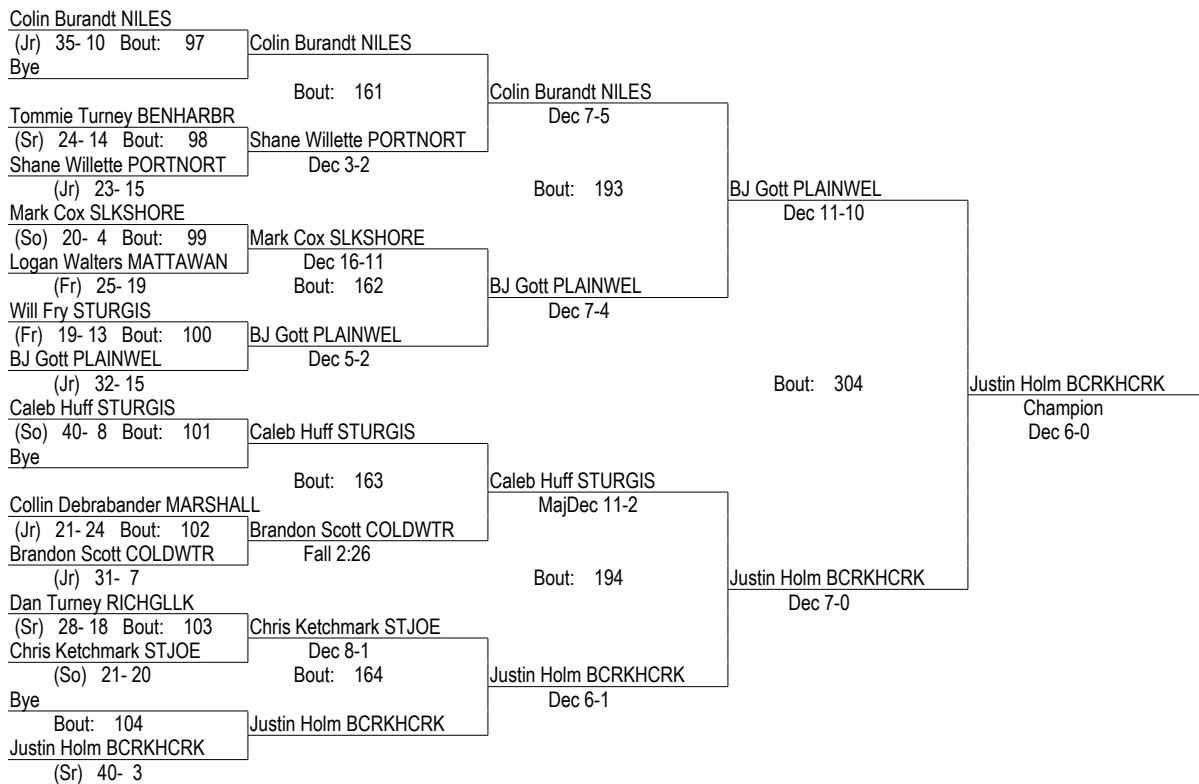 Colin Burandt NILES
(Jr) 35- 10 Bout: 97
Colin Burandt NILES
Bye
Bout: 161
Colin Burandt NILES
Tommie Turney BENHARBR
Dec 7-5
(Sr) 24- 14 Bout: 98
Shane Willette PORTNORT
Shane Willette PORTNORT
Dec 3-2
(Jr) 23- 15
Bout: 193
BJ Gott PLAINWEL
Mark Cox SLKSHORE
Dec 11-10
(So) 20- 4 Bout: 99
Mark Cox SLKSHORE
Logan Walters MATTAWAN
Dec 16-11
(Fr) 25- 19
Bout: 162
BJ Gott PLAINWEL
Will Fry STURGIS
Dec 7-4
(Fr) 19- 13 Bout: 100
BJ Gott PLAINWEL
BJ Gott PLAINWEL
Dec 5-2
(Jr) 32- 15
Bout: 304
Justin Holm BCRKHCRK
Caleb Huff STURGIS
Champion
(So) 40- 8 Bout: 101
Caleb Huff STURGIS
Dec 6-0
Bye
Bout: 163
Caleb Huff STURGIS
Collin Debrabander MARSHALL
MajDec 11-2
(Jr) 21- 24 Bout: 102
Brandon Scott COLDWTR
Brandon Scott COLDWTR
Fall 2:26
(Jr) 31- 7
Bout: 194
Justin Holm BCRKHCRK
Dan Turney RICHGLLK
Dec 7-0
(Sr) 28- 18 Bout: 103
Chris Ketchmark STJOE
Chris Ketchmark STJOE
Dec 8-1
(So) 21- 20
Bout: 164
Justin Holm BCRKHCRK
Bye
Dec 6-1
Bout: 104
Justin Holm BCRKHCRK
Justin Holm BCRKHCRK
(Sr) 40- 3